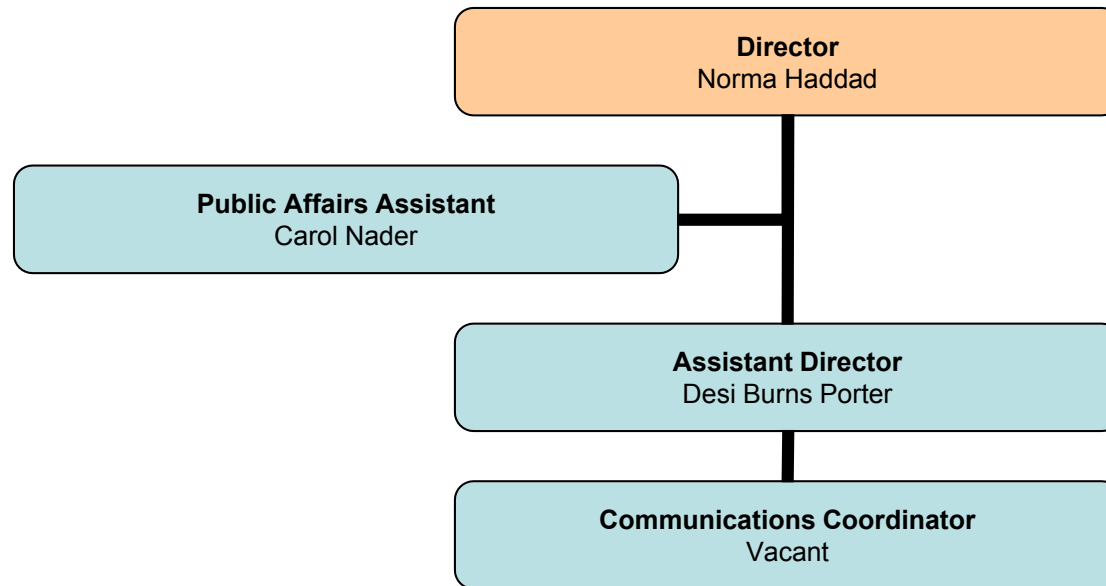 Director
Norma Haddad
Public Affairs Assistant
Carol Nader
Assistant Director
Desi Burns Porter
Communications Coordinator
Vacant